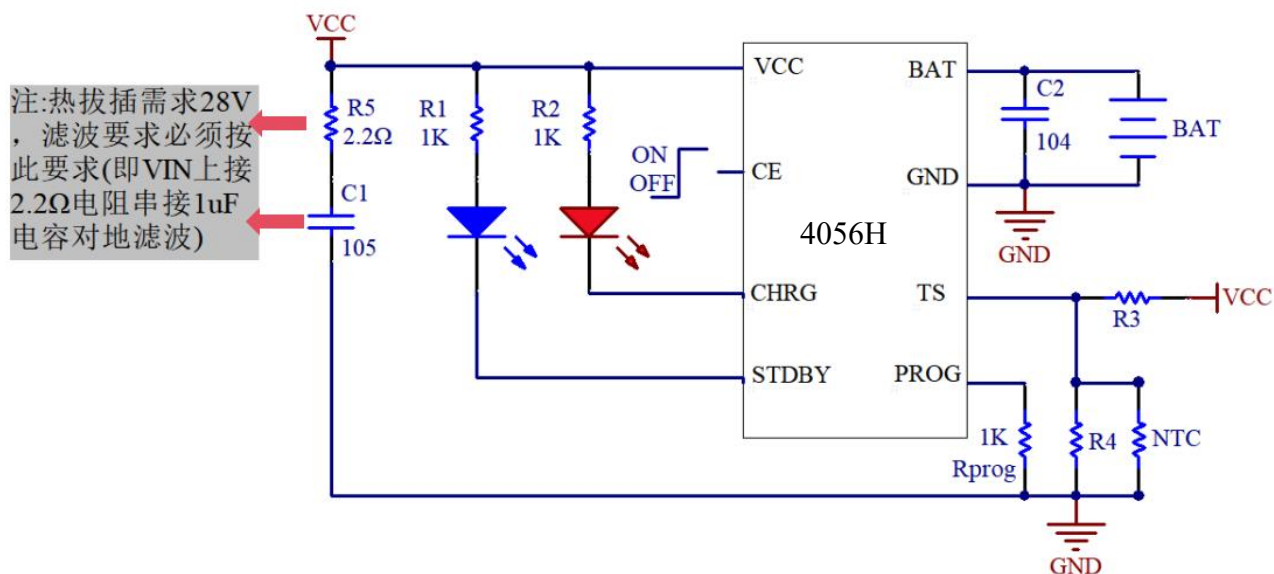 VCC
注:热拔插需求28V
，滤波要求必须按
此要求(即VIN上接
2.2Ω电阻串接1uF
电容对地滤波)
R5
2.2Ω
C1
105
R1
1K
R2
1K
ON
OFF
VCC
CE
CHRG
STDBY
4056H
BAT
GND
TS
PROG
C2
104
BAT
GND
R3
VCC
1K
Rprog
R4
NTC
GND